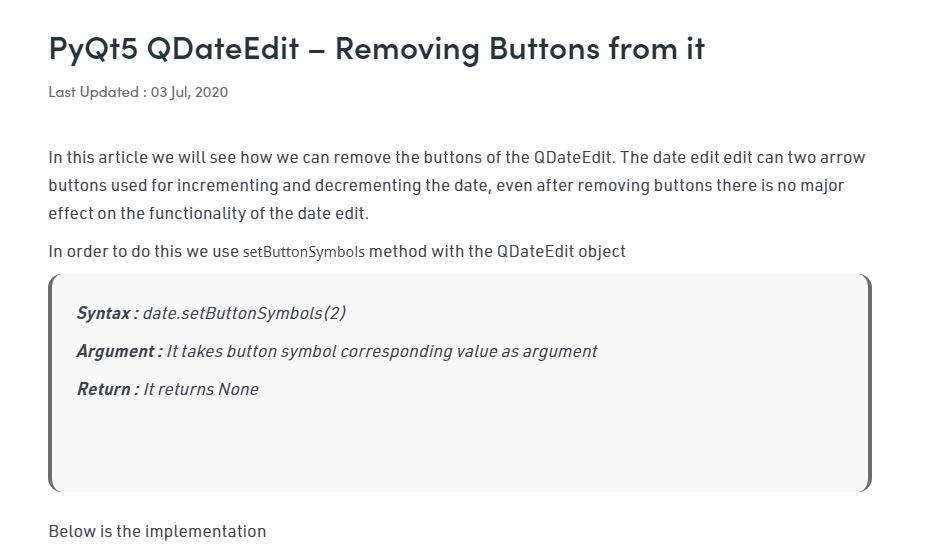 PyQt5 QDateEdit – Removing Buttons from it
Last Updated : 03 Jul, 2020
In this article we will see how we can remove the buttons of the QDateEdit. The date edit edit can two arrow
buttons used for incrementing and decrementing the date, even after removing buttons there is no major
effect on the functionality of the date edit.
In order to do this we use setButtonSymbols method with the QDateEdit object
Syntax : date.setButtonSymbols(2)
Argument : It takes button symbol corresponding value as argument
Return : It returns None
Below is the implementation